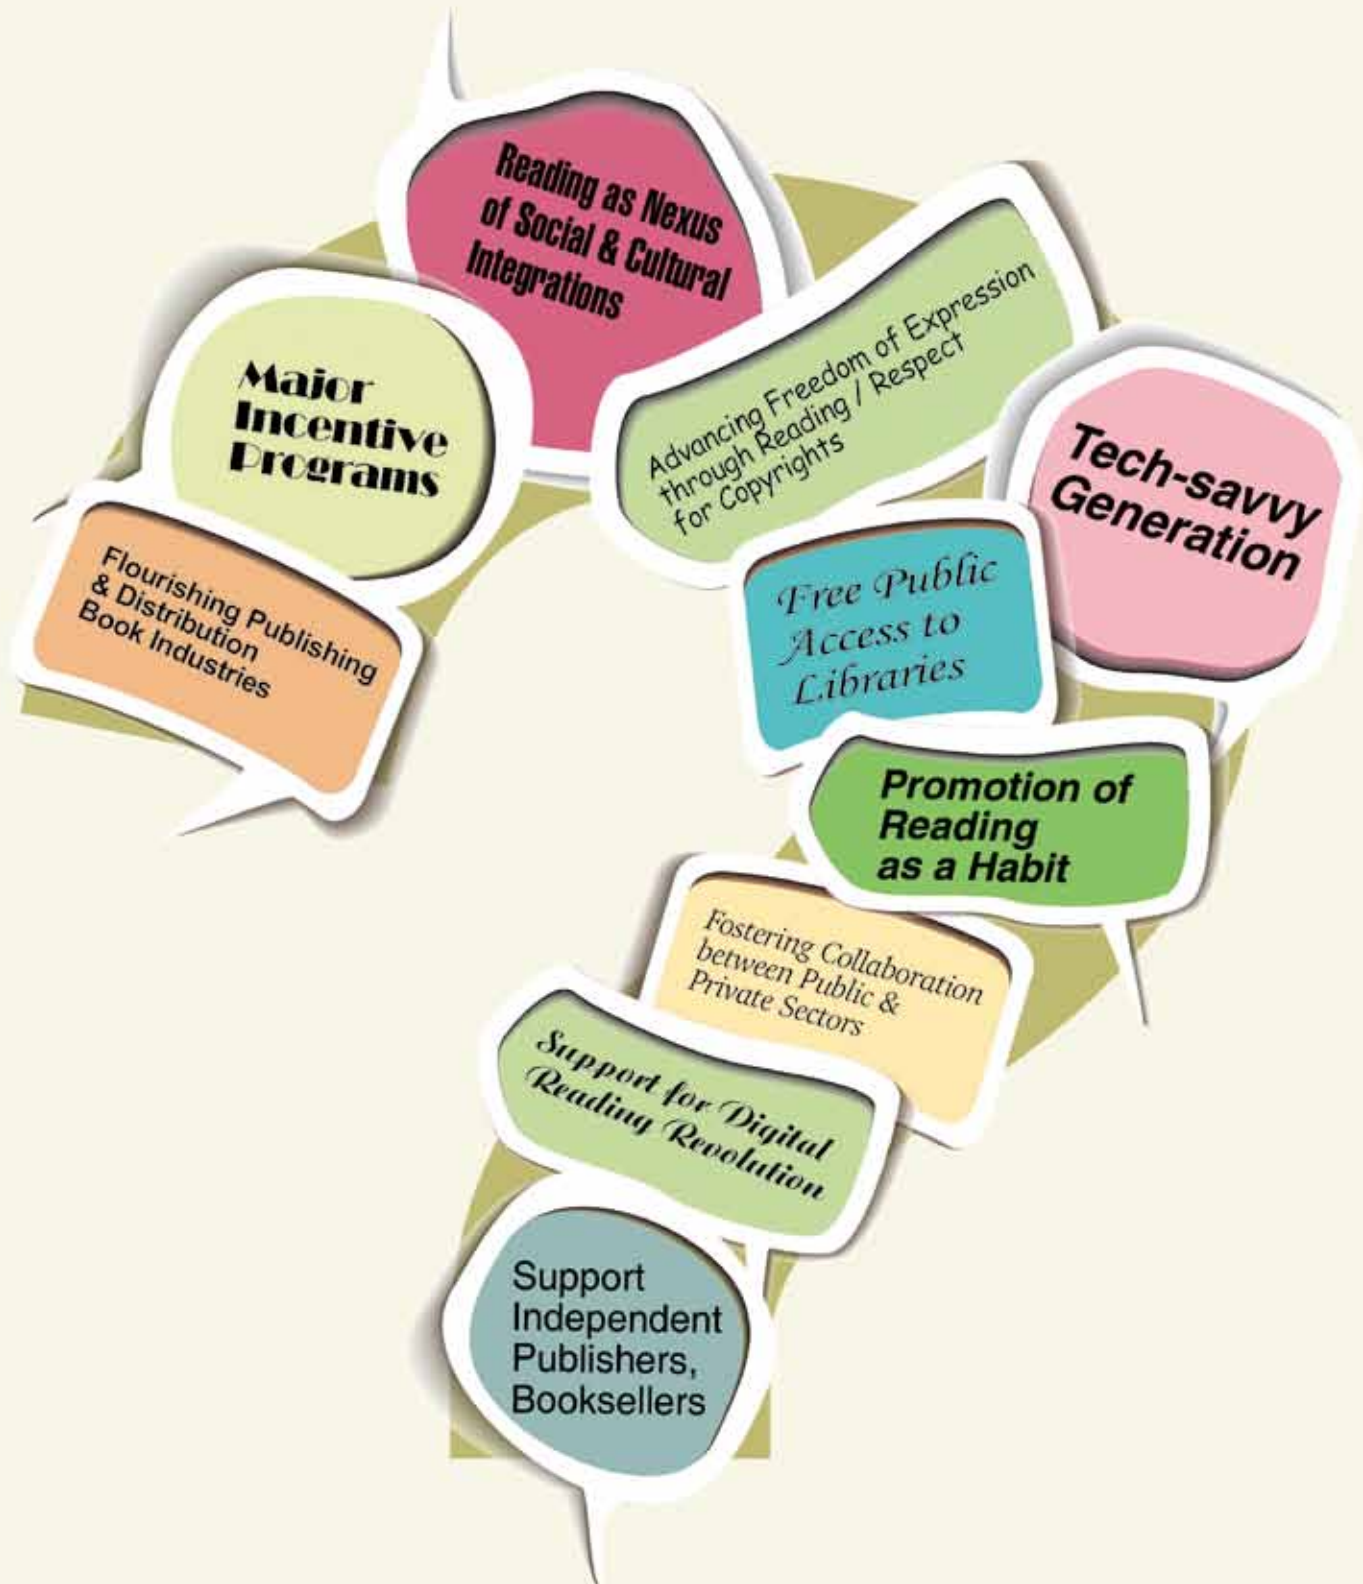 Reading as Nexus
of Social & Cultural
Integrations
Major
Incentive
Programs
Advancing Freedom of Expression
through Reading / Respect
for Copyrights
Tech-savvy
Generation
Flourishing Publishing
& Distribution
Book Industries
Free Public
Access to
Libraries
Promotion of
Reading
as a Habit
Fostering Collaboration
between Public &
Private Sectors
Support for Digital
Reading Revolution
Support
Independent
Publishers,
Booksellers